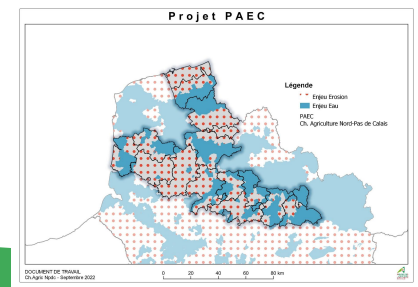 Projet PAEC
Légende
Enjeu Erosion
Enjeu Eau
PAEC
Ch. Agriculture Nord-Pas de Calais
DOCUMENT DE TRAVAIL
Ch.Agric Npdc - Septembre 2022
0 20 40 60 80 km